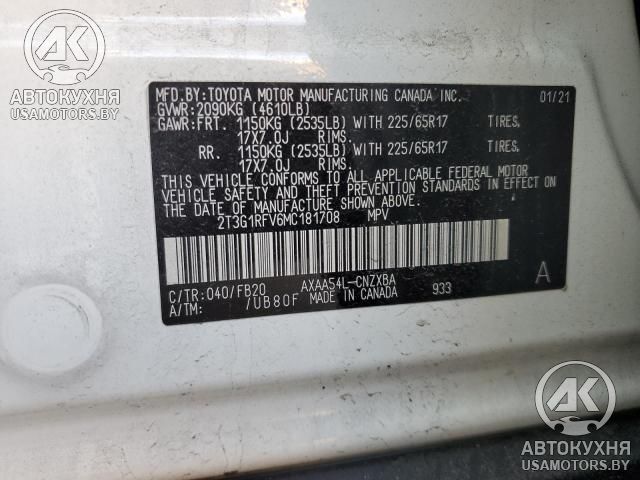 АВТОКУХНЯ
USAMOTORS.BY
MFD.BY:TOYOTA MOTOR MANUFACTURING CANADA INC. 01/21
GVWR:2090KG (4610LB)
GAWR:FRT. 1150KG (2535LB) WITH 225/65R17 TIRES,
17X7.0J RIMS.
RR. 1150KG (2535LB) WITH 225/65R17 TIRES,
17X7.0J RIMS.
THIS VEHICLE CONFORMS TO ALL APPLICABLE FEDERAL MOTOR
VEHICLE SAFETY AND THEFT PREVENTION STANDARDS IN EFFECT ON
THE DATE OF MANUFACTURE SHOWN ABOVE.
2T3G1RFV6MC181708 MPV
C/TR:040/FB20 AXAA54L-CNZXBA A
A/TM: /UB80F MADE IN CANADA 933
AK
АВТОКУХНЯ
USAMOTORS.BY